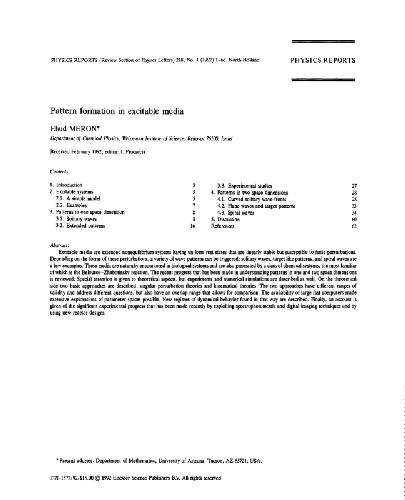 PHYSICS REPORTS (Review Section of Physics Letters) 218, No. 1 (1992) 1–66. North-Holland
PHYSICS REPORTS
Pattern formation in excitable media
Ehud MERON*
Department of Chemical Physics, Weizmann Institute of Science, Rehovot 76100, Israel
Received February 1992; editor: I. Procaccia
Contents:
1. Introduction 3
2. Excitable systems 5
2.1. A simple model 5
2.2. Examples 7
3. Patterns in one space dimension 8
3.1. Solitary waves 8
3.2. Extended patterns 16
3.3. Experimental studies 27
4. Patterns in two space dimensions 28
4.1. Curved solitary wave fronts 28
4.2. Plane waves and target patterns 33
4.3. Spiral waves 34
5. Discussion 60
References 62
Abstract:
Excitable media are extended nonequilibrium systems having uniform rest states that are linearly stable but susceptible to finite perturbations.
Depending on the form of these perturbations, a variety of wave patterns can be triggered: solitary waves, target like patterns, and spiral waves are
a few examples. These media are naturally encountered in biological systems and are also generated by a class of chemical systems, the most familiar
of which is the Belousov–Zhabotinsky reaction. The recent progress that has been made in understanding patterns in one and two space dimensions
is reviewed. Special attention is given to theoretical aspects, but experiments and numerical simulations are described as well. On the theoretical
side two basic approaches are described, singular perturbation theories and kinematical theories. The two approaches have different ranges of
validity and address different questions, but also have an overlap range that allows for comparison. The availability of large fast computers made
extensive explorations of parameter spaces possible. New regimes of dynamical behavior found in that way are described. Finally, an account is
given of the significant experimental progress that has been made recently by exploiting spectrophotometric and digital imaging techniques and by
using new reactor designs.
* Present address: Department of Mathematics, University of Arizona, Tucson, AZ 85721, USA.
0370-1573/92/$15.00 © 1992 Elsevier Science Publishers B.V. All rights reserved